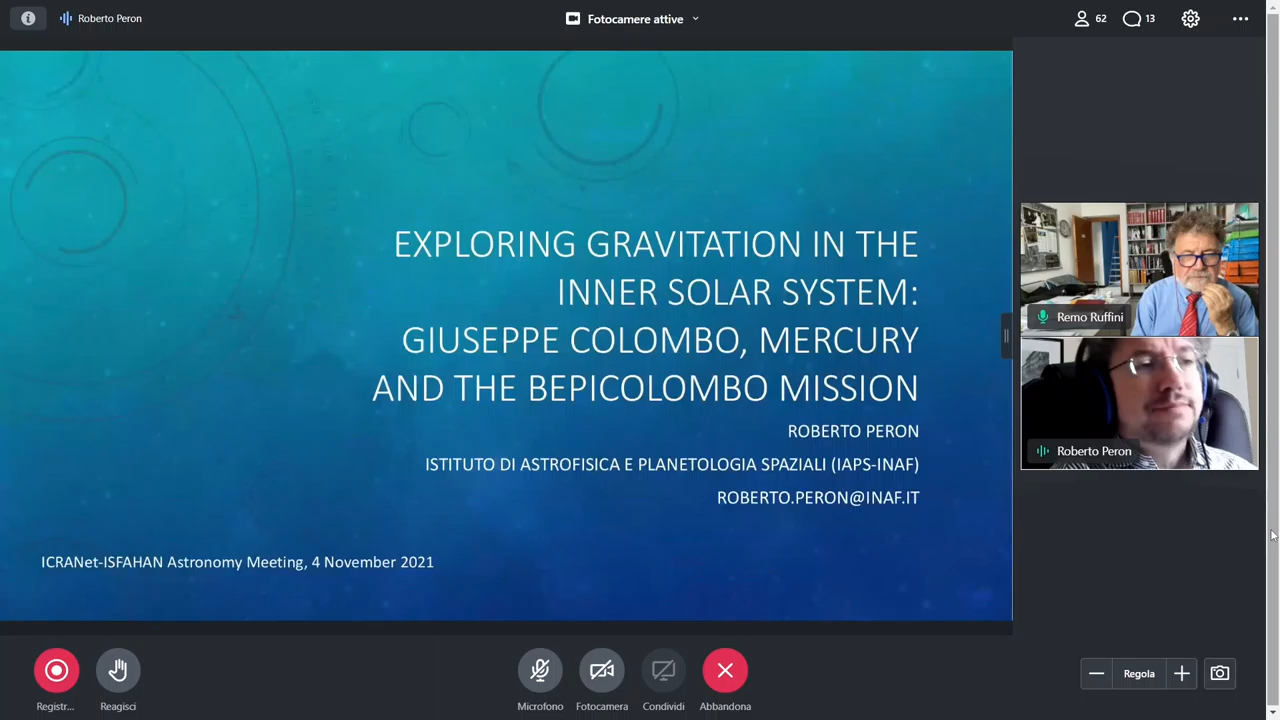 Roberto Peron
Fotocamere attive
62
13
EXPLORING GRAVITATION IN THE
INNER SOLAR SYSTEM:
GIUSEPPE COLOMBO, MERCURY
AND THE BEPICOLOMBO MISSION
ROBERTO PERON
ISTITUTO DI ASTROFISICA E PLANETOLOGIA SPAZIALI (IAPS-INAF)
ROBERTO.PERON@INAF.IT
ICRANet-ISFAHAN Astronomy Meeting, 4 November 2021
Remo Ruffini
Roberto Peron
Registr...
Reagisci
Microfono
Fotocamera
Condividi
Abbandona
Regola